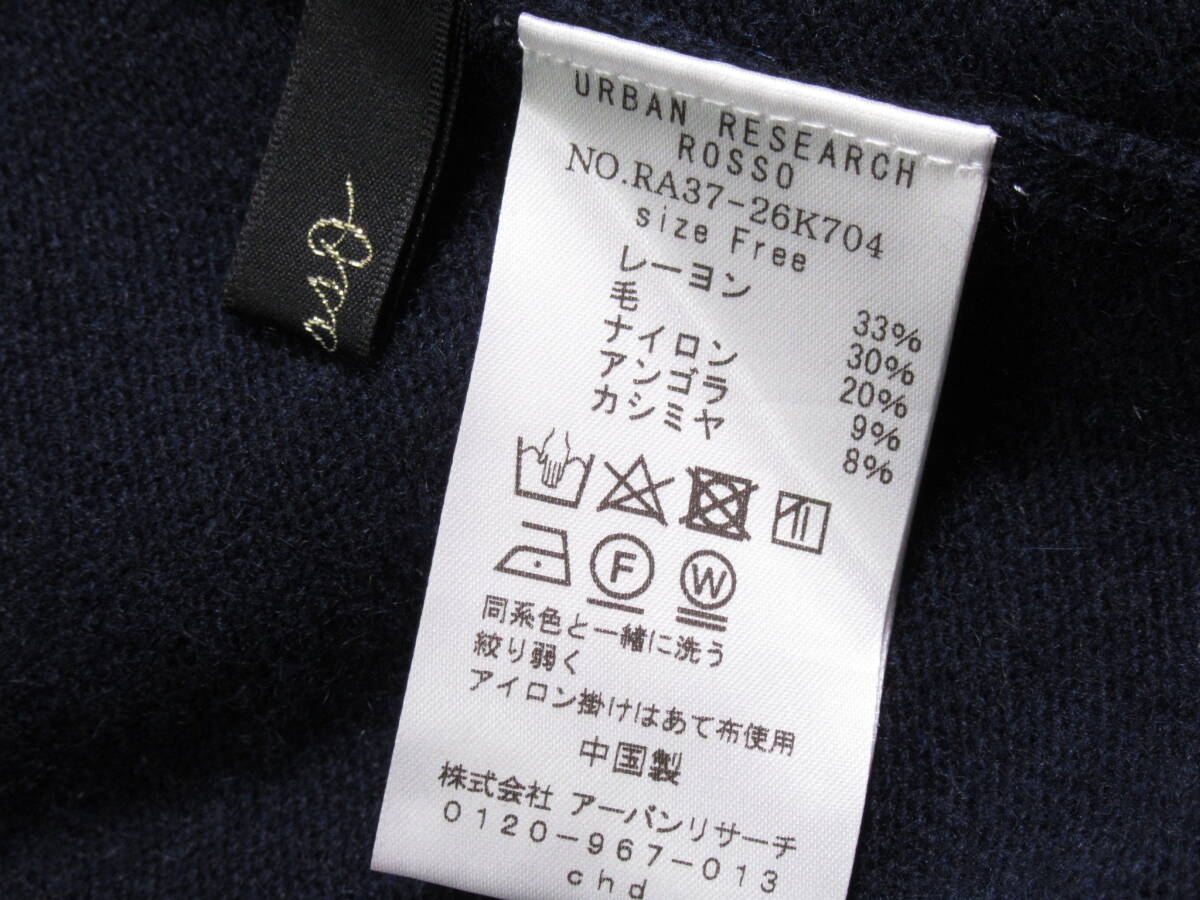 oso
URBAN RESEARCH
ROSSO
NO.RA37-26K704
size Free
レーヨン 33%
毛 30%
ナイロン 20%
アンゴラ 9%
カシミヤ 8%
F W
同系色と一緒に洗う
絞り弱く
アイロン掛けはあて布使用
中国製
株式会社 アーバンリサーチ
0120-967-013
chd